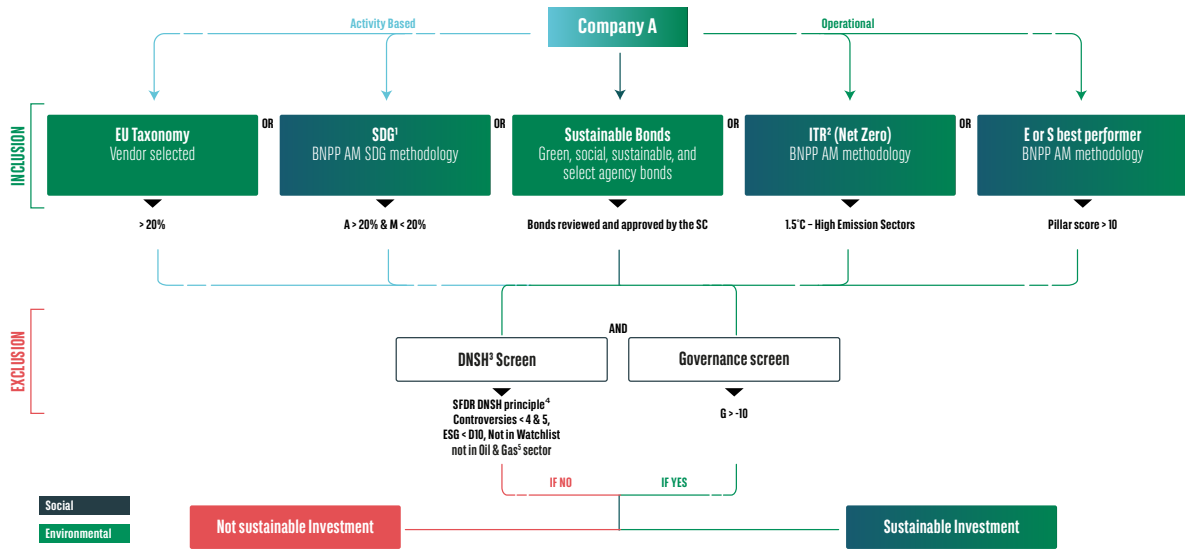 Activity Based
Company A
Operational
INCLUSION
EU Taxonomy
Vendor selected
OR
SDG¹
BNPP AM SDG methodology
OR
Sustainable Bonds
Green, social, sustainable, and
select agency bonds
OR
ITR² (Net Zero)
BNPP AM methodology
OR
E or S best performer
BNPP AM methodology
> 20%
A > 20% & M < 20%
Bonds reviewed and approved by the SC
1.5°C – High Emission Sectors
Pillar score > 10
EXCLUSION
AND
DNSH³ Screen
Governance screen
SFDR DNSH principle⁴
Controversies < 4 & 5,
ESG < D10, Not in Watchlist
not in Oil & Gas⁵ sector
G > -10
IF NO
IF YES
Social
Environmental
Not sustainable Investment
Sustainable Investment